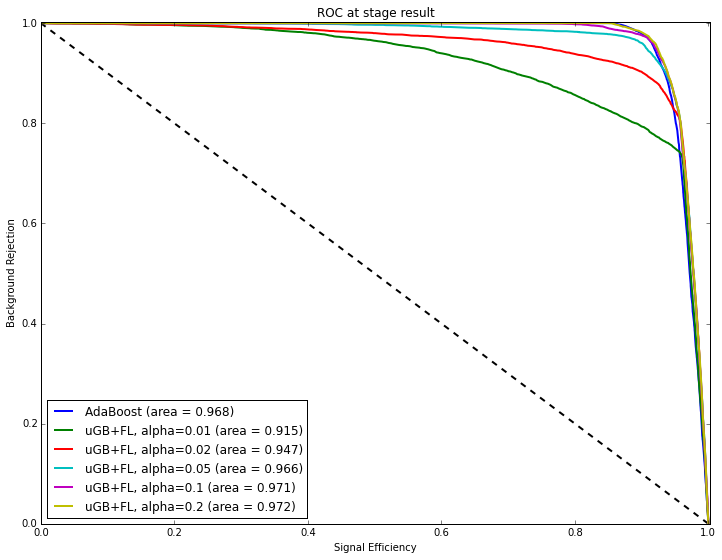 ROC at stage result
1.0
0.8
0.6
0.4
0.2
0.0
Background Rejection
AdaBoost (area = 0.968)
uGB+FL, alpha=0.01 (area = 0.915)
uGB+FL, alpha=0.02 (area = 0.947)
uGB+FL, alpha=0.05 (area = 0.966)
uGB+FL, alpha=0.1 (area = 0.971)
uGB+FL, alpha=0.2 (area = 0.972)
0.0 0.2 0.4 0.6 0.8 1.0
Signal Efficiency